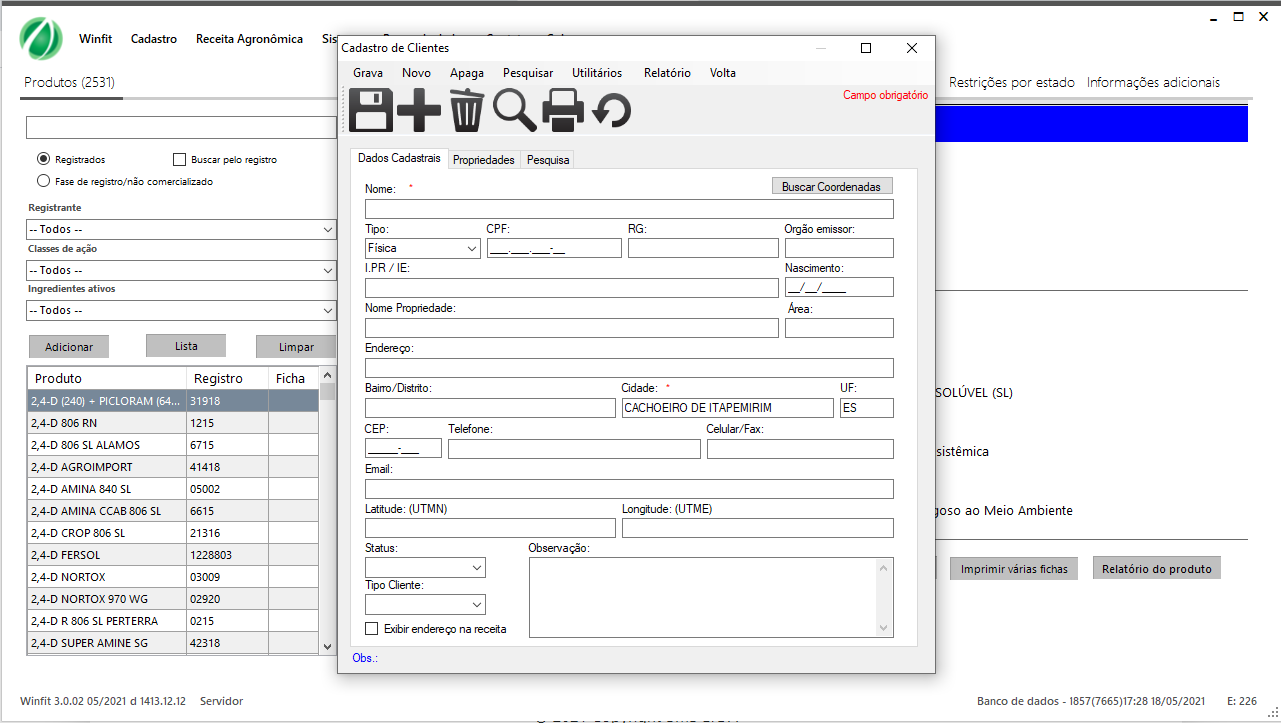 Winfit Cadastro Receita Agronômica Sis
Produtos (2531)
Restrições por estado Informações adicionais
Registrados Buscar pelo registro
Fase de registro/não comercializado
Registrante
-- Todos --
Classes de ação
-- Todos --
Ingredientes ativos
-- Todos --
Adicionar Lista Limpar
Produto Registro Ficha
2,4-D (240) + PICLORAM (64... 31918
2,4-D 806 RN 1215
2,4-D 806 SL ALAMOS 6715
2,4-D AGROIMPORT 41418
2,4-D AMINA 840 SL 05002
2,4-D AMINA CCAB 806 SL 6615
2,4-D CROP 806 SL 21316
2,4-D FERSOL 1228803
2,4-D NORTOX 03009
2,4-D NORTOX 970 WG 02920
2,4-D R 806 SL PERTERRA 0215
2,4-D SUPER AMINE SG 42318
Cadastro de Clientes
Grava Novo Apaga Pesquisar Utilitários Relatório Volta
Campo obrigatório
Dados Cadastrais Propriedades Pesquisa
Nome: * Buscar Coordenadas
Tipo: CPF: RG: Orgão emissor:
Física ___.___.___-__
I.PR / IE: Nascimento:
__/__/____
Nome Propriedade: Área:
Endereço:
Bairro/Distrito: Cidade: * UF:
CACHOEIRO DE ITAPEMIRIM ES
CEP: Telefone: Celular/Fax:
_____-___
Email:
Latitude: (UTMN) Longitude: (UTME)
Status: Observação:
Tipo Cliente:
Exibir endereço na receita
Obs.:
SOLÚVEL (SL)
sistêmica
goso ao Meio Ambiente
Imprimir várias fichas Relatório do produto
Winfit 3.0.02 05/2021 d 1413.12.12 Servidor Banco de dados - 1857(7665)17:28 18/05/2021 E: 226